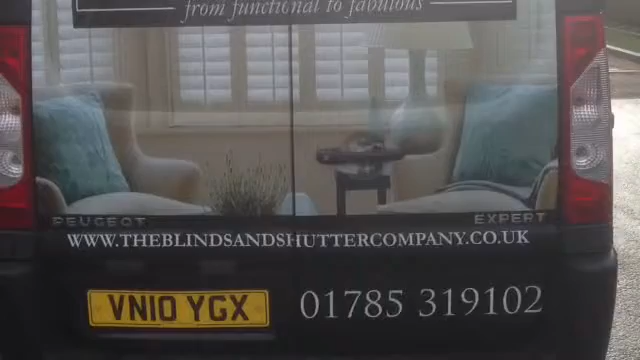 from functional to fabulous
PEUGEOT EXPERT
WWW.THEBLINDSANDSHUTTERCOMPANY.CO.UK
VN10 YGX 01785 319102